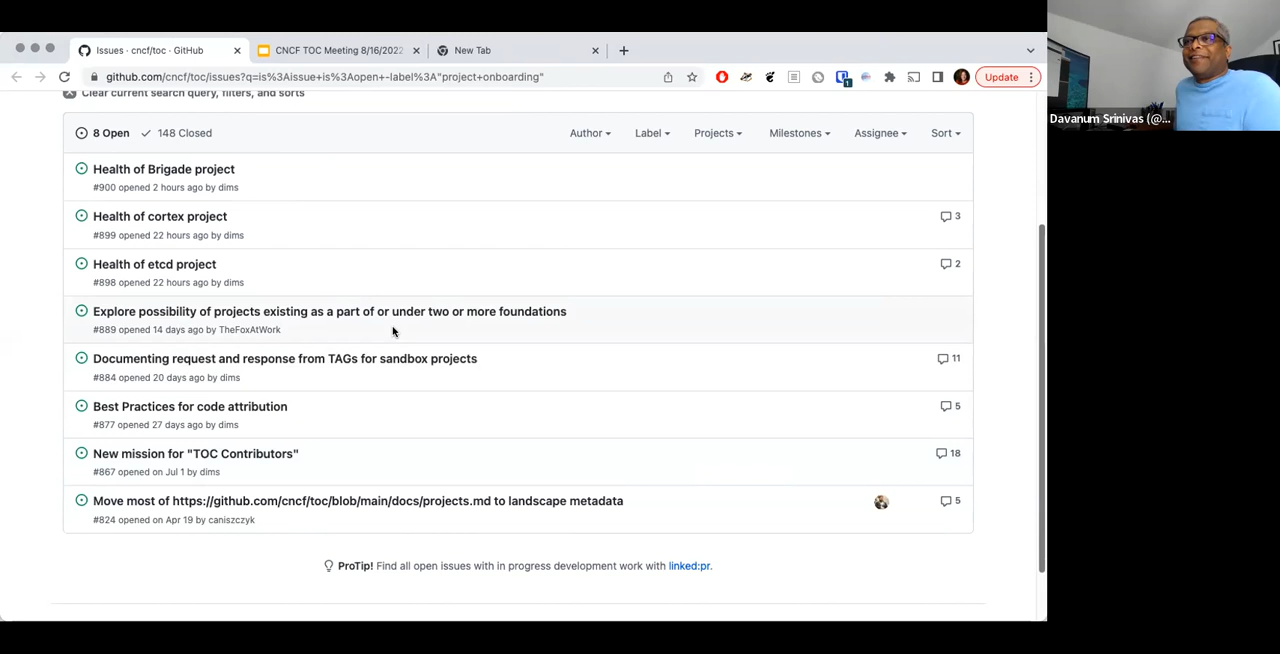 Issues · cncf/toc · GitHub
CNCF TOC Meeting 8/16/2022
New Tab
github.com/cncf/toc/issues?q=is%3Aissue+is%3Aopen+-label%3A"project+onboarding"
Update
1
Clear current search query, filters, and sorts
8 Open
148 Closed
Author
Label
Projects
Milestones
Assignee
Sort
Health of Brigade project
#900 opened 2 hours ago by dims
Health of cortex project
3
#899 opened 22 hours ago by dims
Health of etcd project
2
#898 opened 22 hours ago by dims
Explore possibility of projects existing as a part of or under two or more foundations
#889 opened 14 days ago by TheFoxAtWork
Documenting request and response from TAGs for sandbox projects
11
#884 opened 20 days ago by dims
Best Practices for code attribution
5
#877 opened 27 days ago by dims
New mission for "TOC Contributors"
18
#867 opened on Jul 1 by dims
Move most of https://github.com/cncf/toc/blob/main/docs/projects.md to landscape metadata
5
#824 opened on Apr 19 by caniszczyk
ProTip! Find all open issues with in progress development work with linked:pr.
Davanum Srinivas (@...